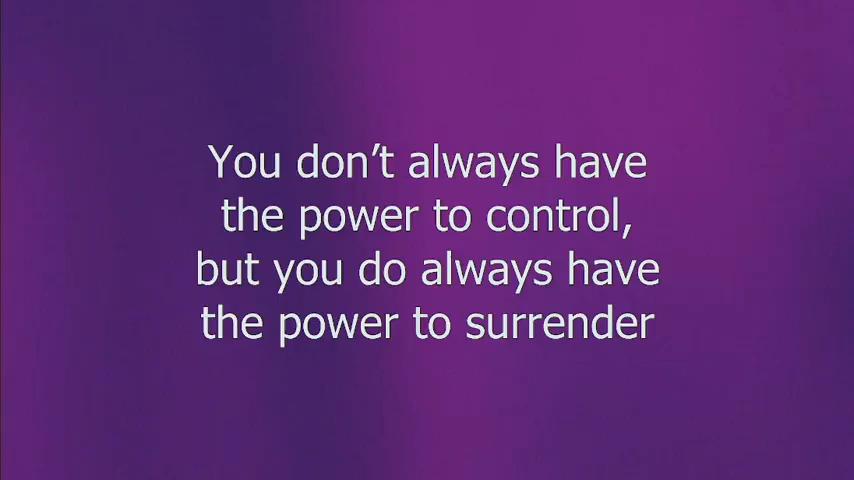 You don’t always have
the power to control,
but you do always have
the power to surrender